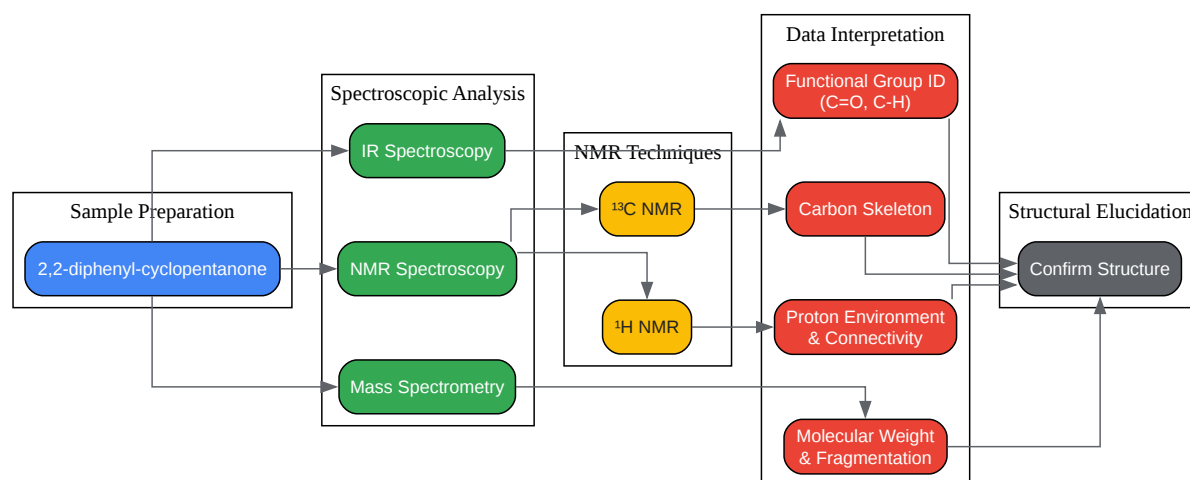 Sample Preparation
2,2-diphenyl-cyclopentanone
Spectroscopic Analysis
IR Spectroscopy
NMR Spectroscopy
Mass Spectrometry
NMR Techniques
¹³C NMR
¹H NMR
Data Interpretation
Functional Group ID
(C=O, C-H)
Carbon Skeleton
Proton Environment
& Connectivity
Molecular Weight
& Fragmentation
Structural Elucidation
Confirm Structure